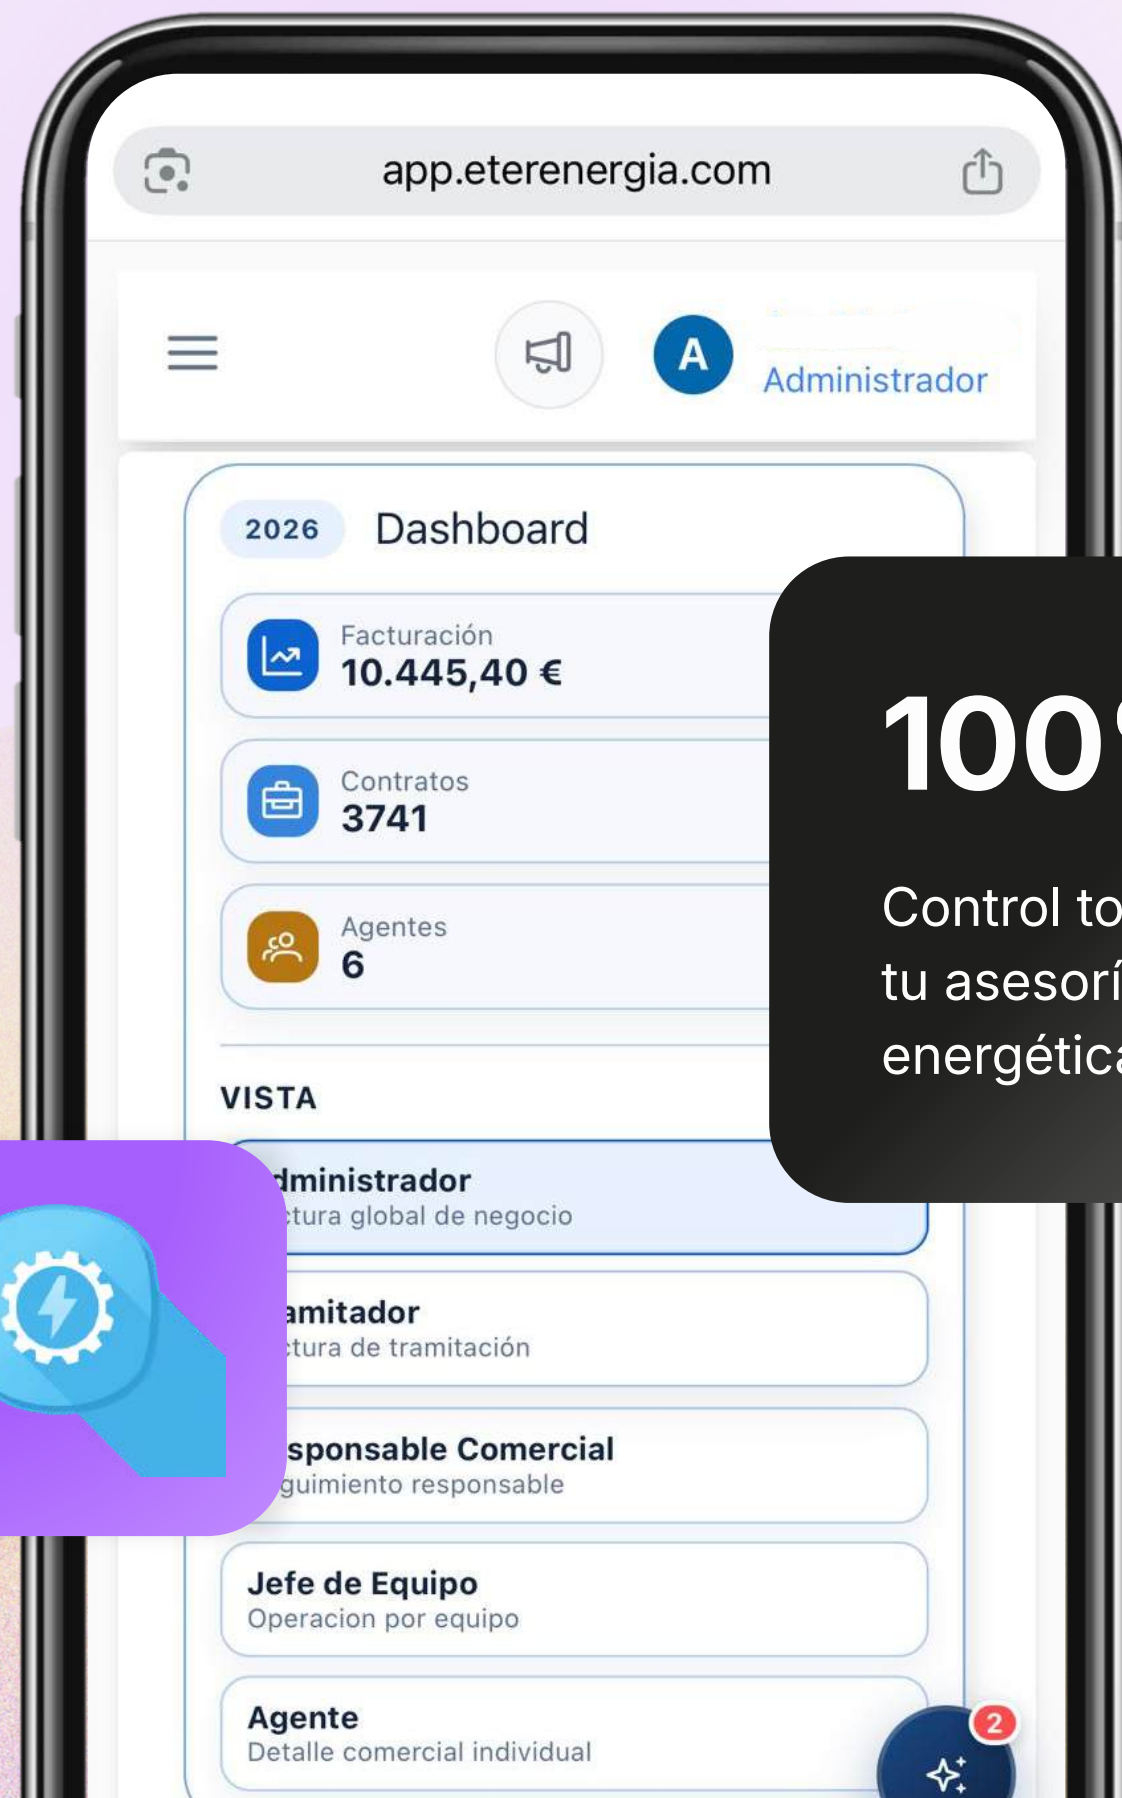 app.eterenergia.com
A
Administrador
2026 Dashboard
Facturación
10.445,40 €
Contratos
3741
Agentes
6
100
Control to
tu asesorí
energética
VISTA
dministrador
ctura global de negocio
amitador
ctura de tramitación
sponsable Comercial
guimiento responsable
Jefe de Equipo
Operacion por equipo
Agente
Detalle comercial individual
2